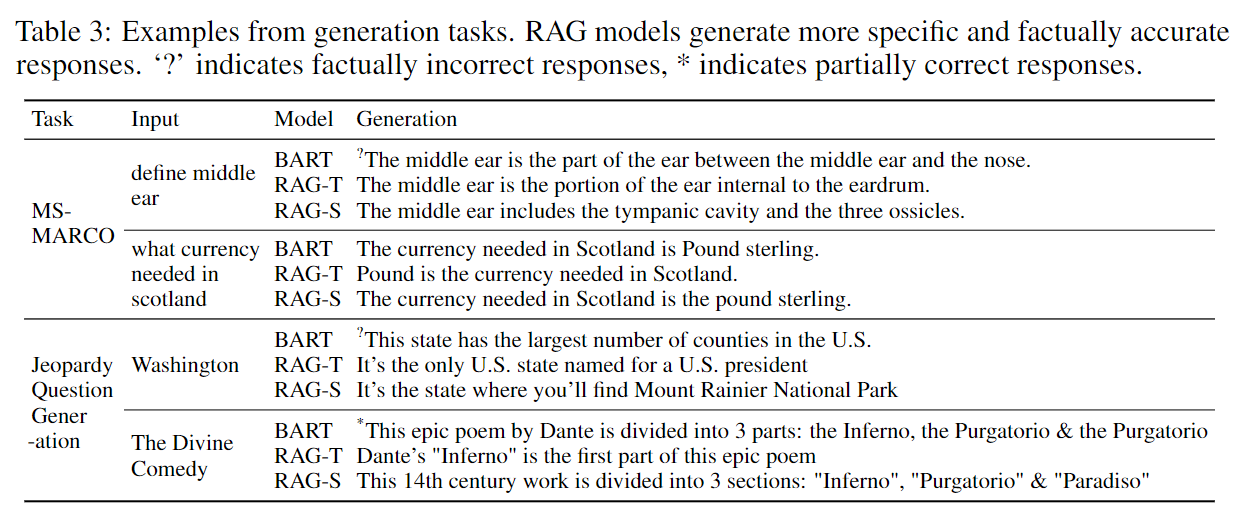 Table 3: Examples from generation tasks. RAG models generate more specific and factually accurate
responses. ‘?’ indicates factually incorrect responses, * indicates partially correct responses.
Task Input Model Generation
MS-
MARCO
define middle
ear
BART ?The middle ear is the part of the ear between the middle ear and the nose.
RAG-T The middle ear is the portion of the ear internal to the eardrum.
RAG-S The middle ear includes the tympanic cavity and the three ossicles.
what currency
needed in
scotland
BART The currency needed in Scotland is Pound sterling.
RAG-T Pound is the currency needed in Scotland.
RAG-S The currency needed in Scotland is the pound sterling.
Jeopardy
Question
Gener
-ation
Washington
BART ?This state has the largest number of counties in the U.S.
RAG-T It’s the only U.S. state named for a U.S. president
RAG-S It’s the state where you’ll find Mount Rainier National Park
The Divine
Comedy
BART *This epic poem by Dante is divided into 3 parts: the Inferno, the Purgatorio & the Purgatorio
RAG-T Dante’s "Inferno" is the first part of this epic poem
RAG-S This 14th century work is divided into 3 sections: "Inferno", "Purgatorio" & "Paradiso"